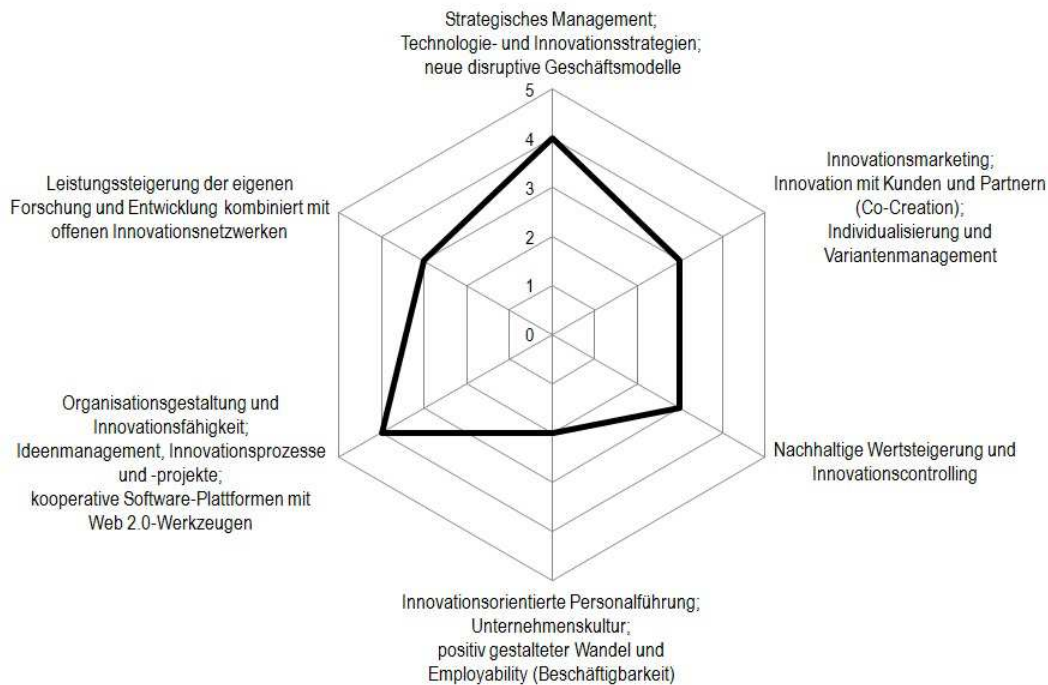 Strategisches Management;
Technologie- und Innovationsstrategien;
neue disruptive Geschäftsmodelle
5
4
3
2
1
0
Innovationsmarketing;
Innovation mit Kunden und Partnern
(Co-Creation);
Individualisierung und
Variantenmanagement
Nachhaltige Wertsteigerung und
Innovationscontrolling
Innovationsorientierte Personalführung;
Unternehmenskultur;
positiv gestalteter Wandel und
Employability (Beschäftigbarkeit)
Organisationsgestaltung und
Innovationsfähigkeit;
Ideenmanagement, Innovationsprozesse
und -projekte;
kooperative Software-Plattformen mit
Web 2.0-Werkzeugen
Leistungssteigerung der eigenen
Forschung und Entwicklung kombiniert mit
offenen Innovationsnetzwerken